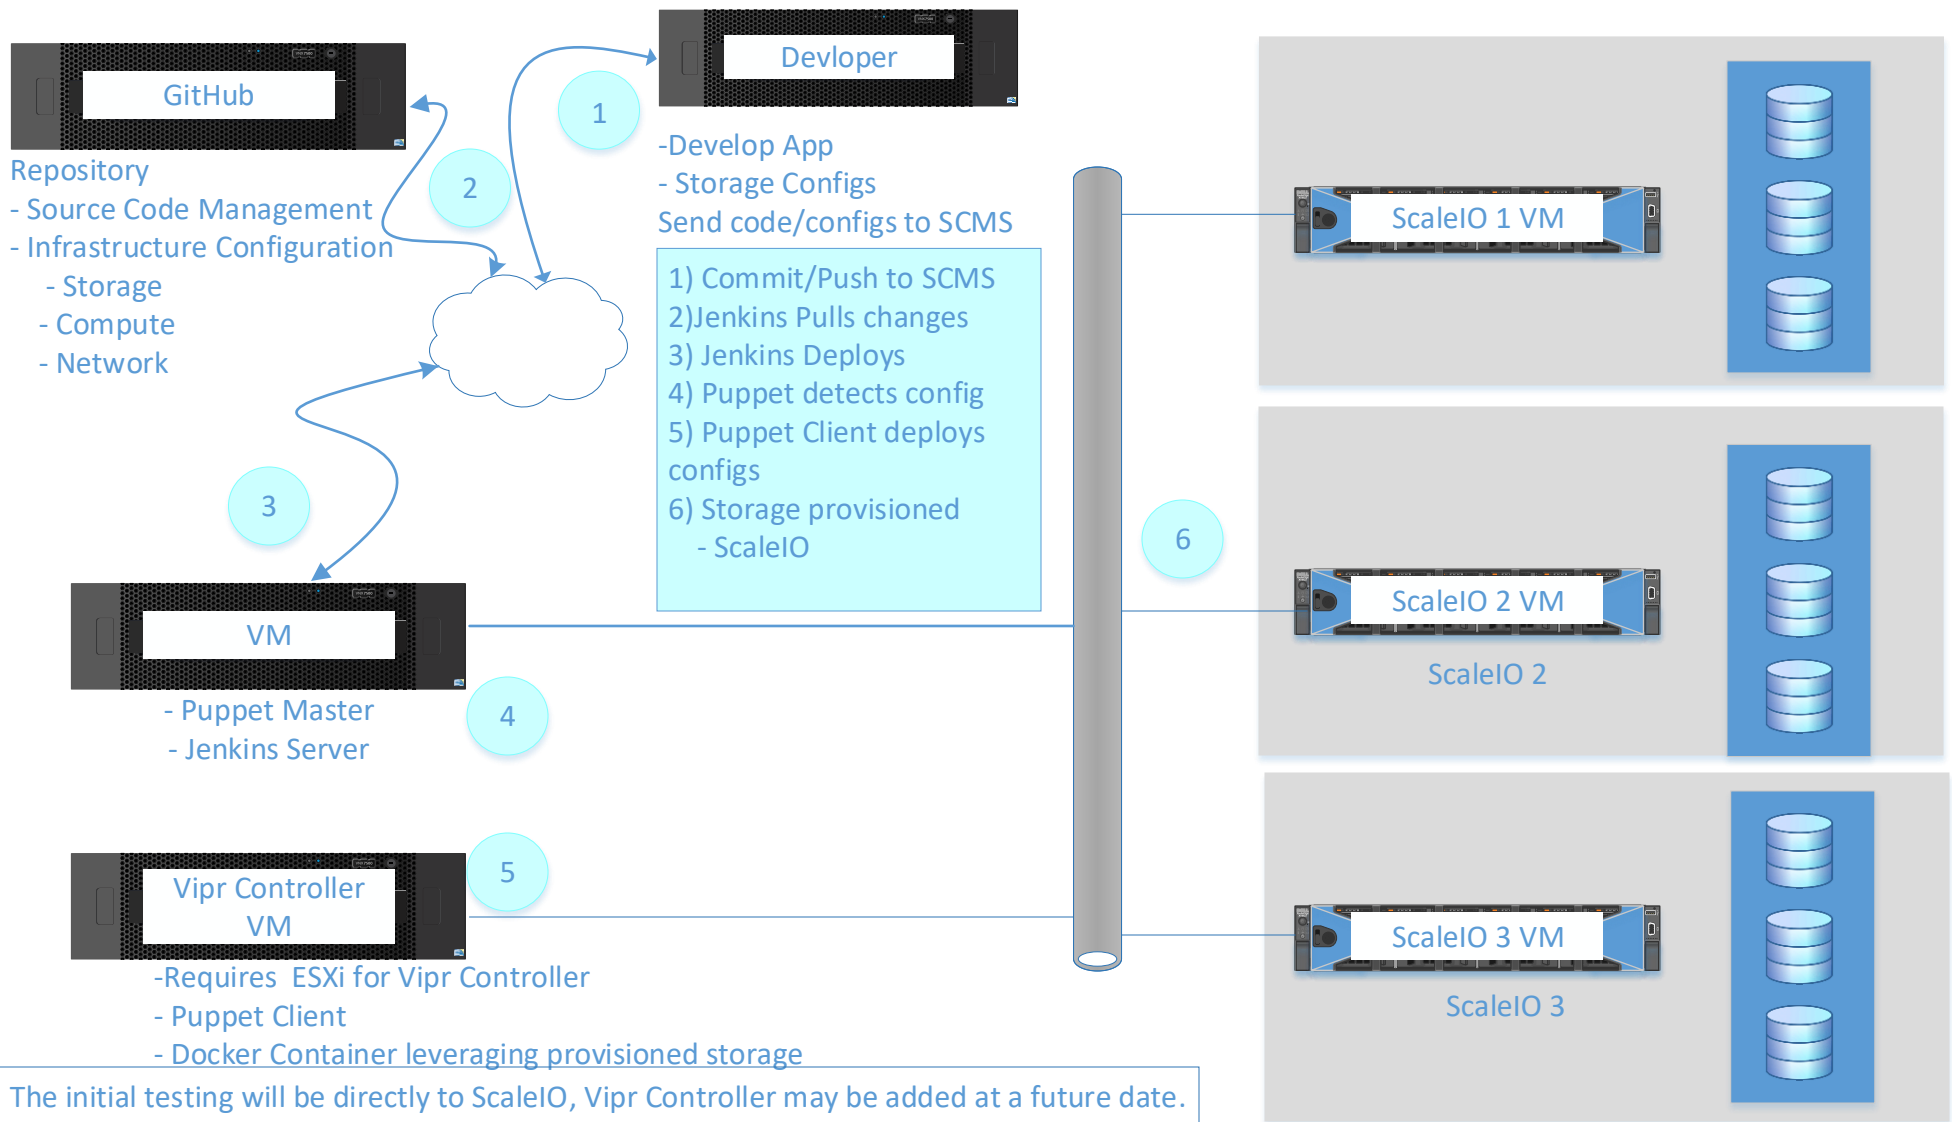 GitHub
Repository
- Source Code Management
- Infrastructure Configuration
- Storage
- Compute
- Network
1
2
3
Devloper
-Develop App
- Storage Configs
Send code/configs to SCMS
1) Commit/Push to SCMS
2)Jenkins Pulls changes
3) Jenkins Deploys
4) Puppet detects config
5) Puppet Client deploys
configs
6) Storage provisioned
- ScaleIO
VM
- Puppet Master
- Jenkins Server
4
5
Vipr Controller
VM
-Requires ESXi for Vipr Controller
- Puppet Client
- Docker Container leveraging provisioned storage
The initial testing will be directly to ScaleIO, Vipr Controller may be added at a future date.
6
ScaleIO 1 VM
ScaleIO 2 VM
ScaleIO 2
ScaleIO 3 VM
ScaleIO 3